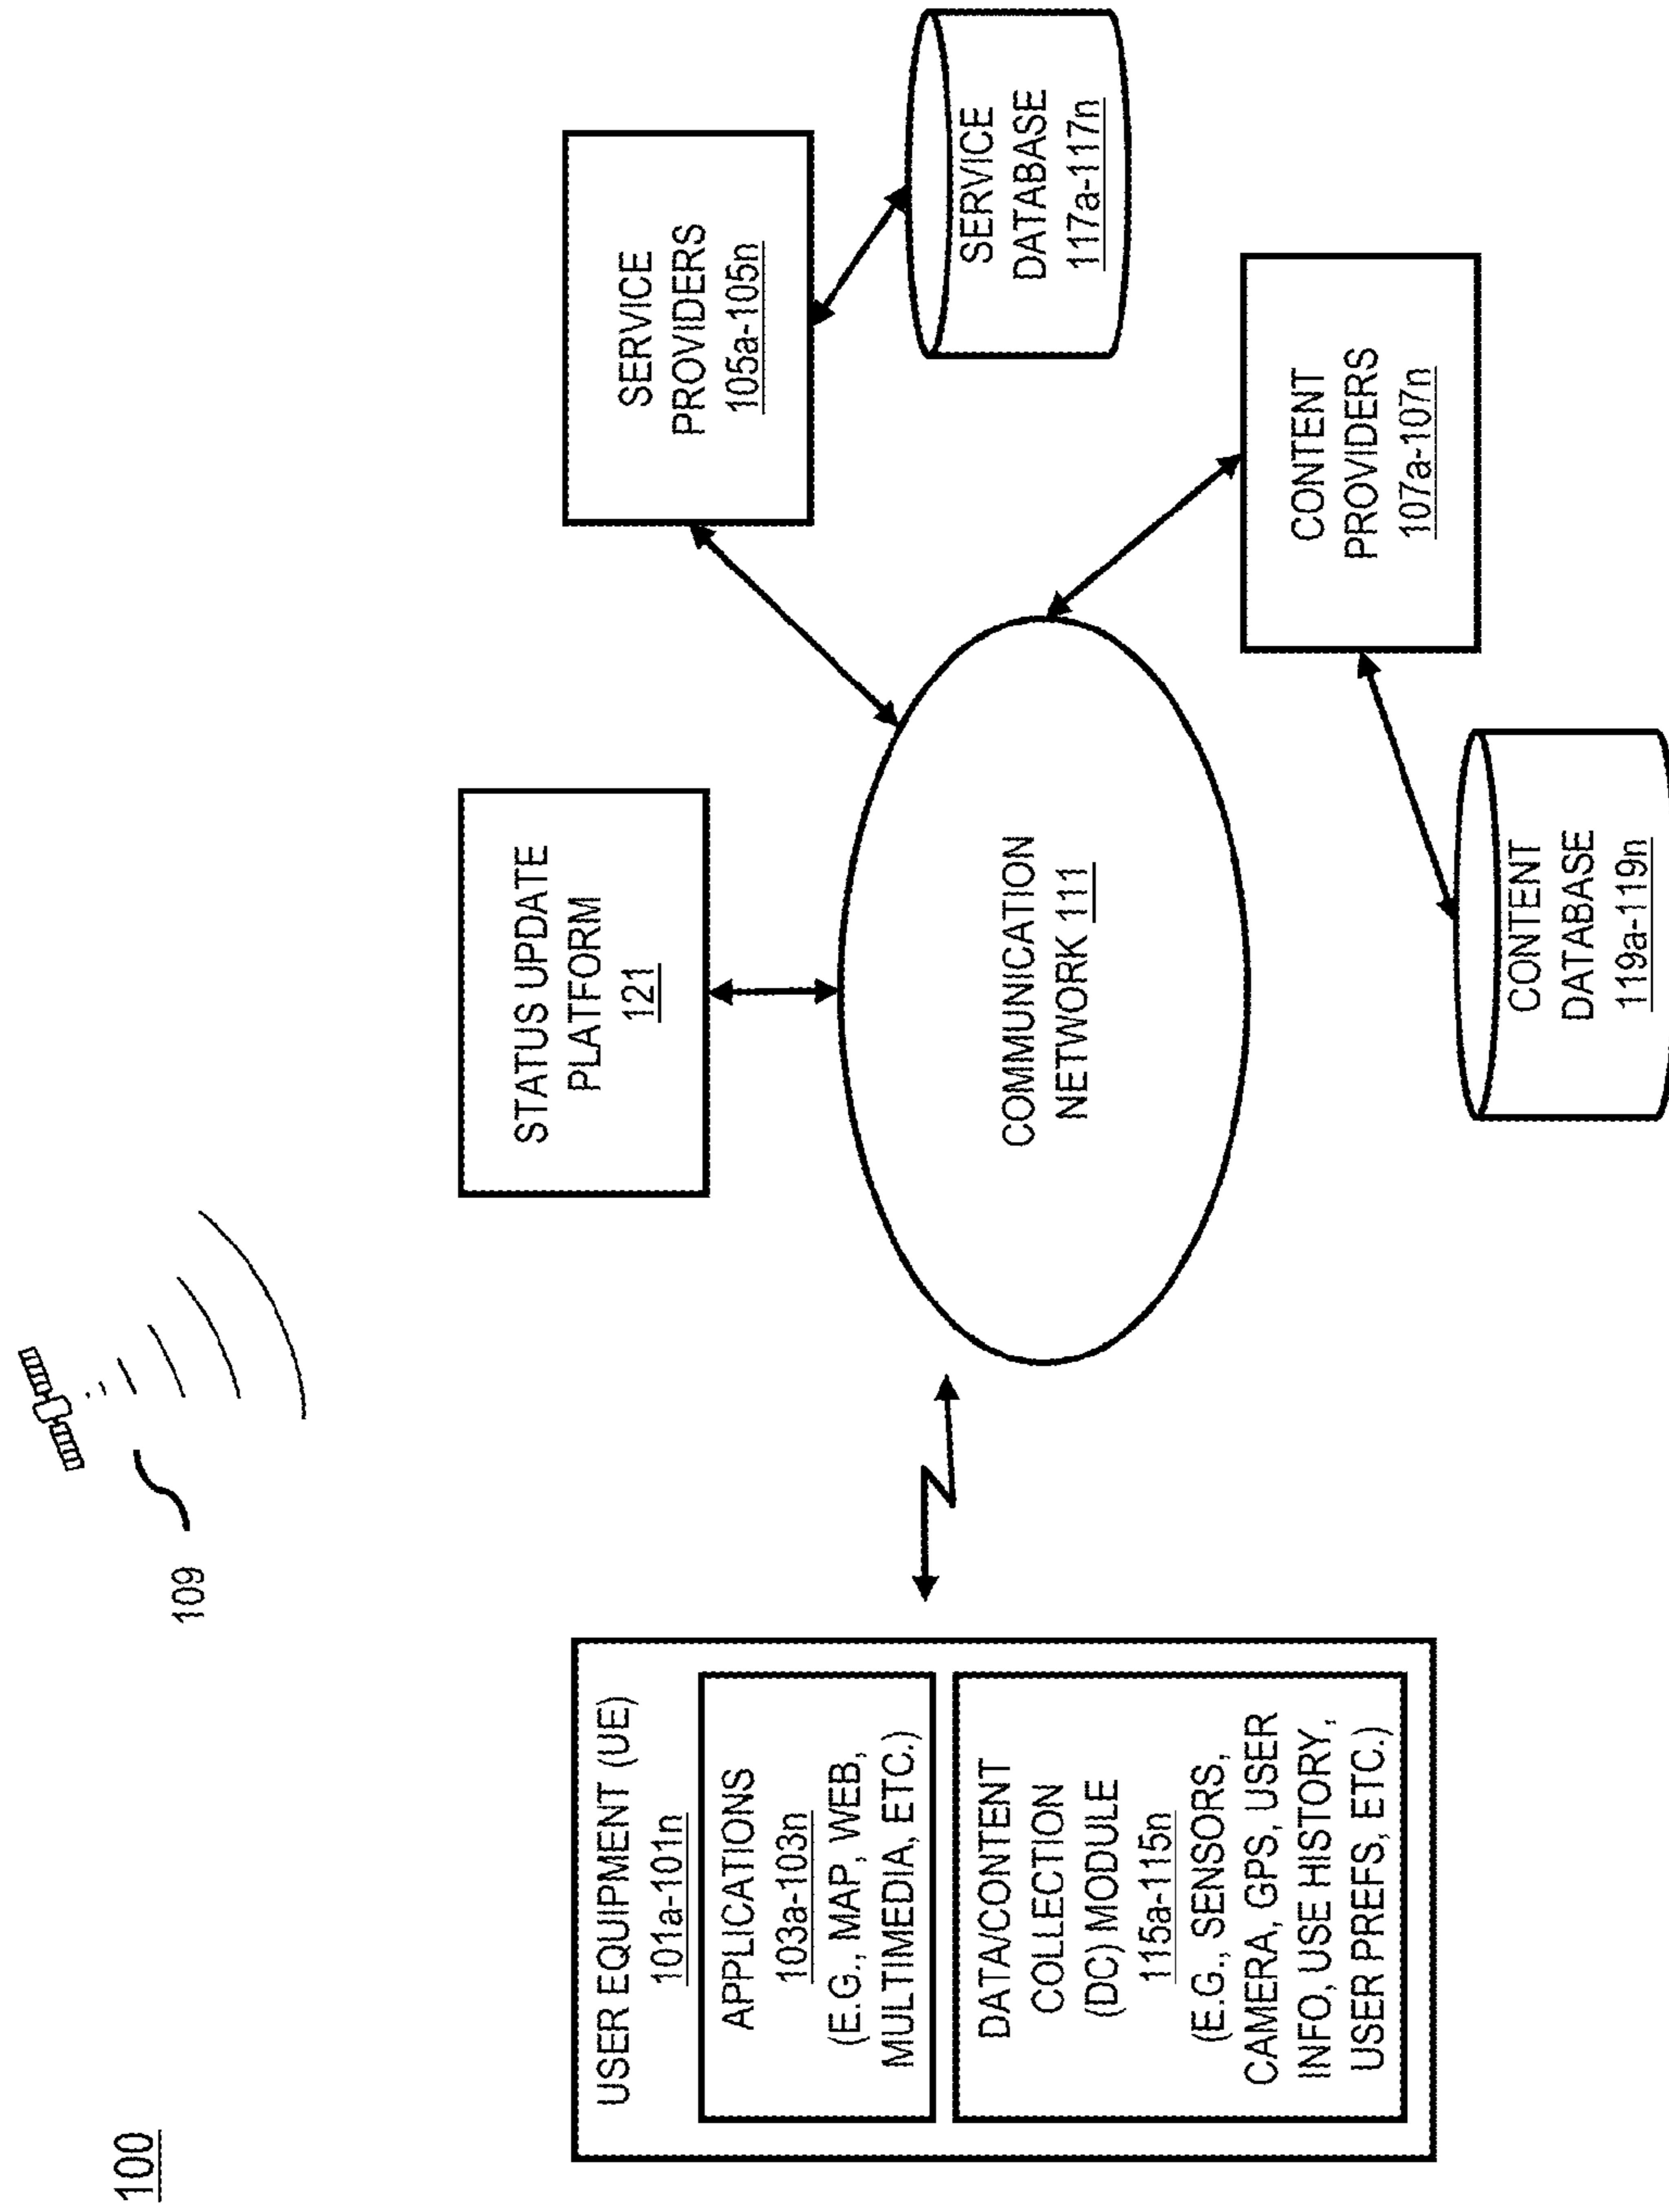 100
109
USER EQUIPMENT (UE)
101a-101n
APPLICATIONS
103a-103n
(E.G., MAP, WEB,
MULTIMEDIA, ETC.)
DATA/CONTENT
COLLECTION
(DC) MODULE
115a-115n
(E.G., SENSORS,
CAMERA, GPS, USER
INFO, USE HISTORY,
USER PREFS, ETC.)
STATUS UPDATE
PLATFORM
121
COMMUNICATION
NETWORK 111
SERVICE
PROVIDERS
105a-105n
SERVICE
DATABASE
117a-117n
CONTENT
PROVIDERS
107a-107n
CONTENT
DATABASE
119a-119n